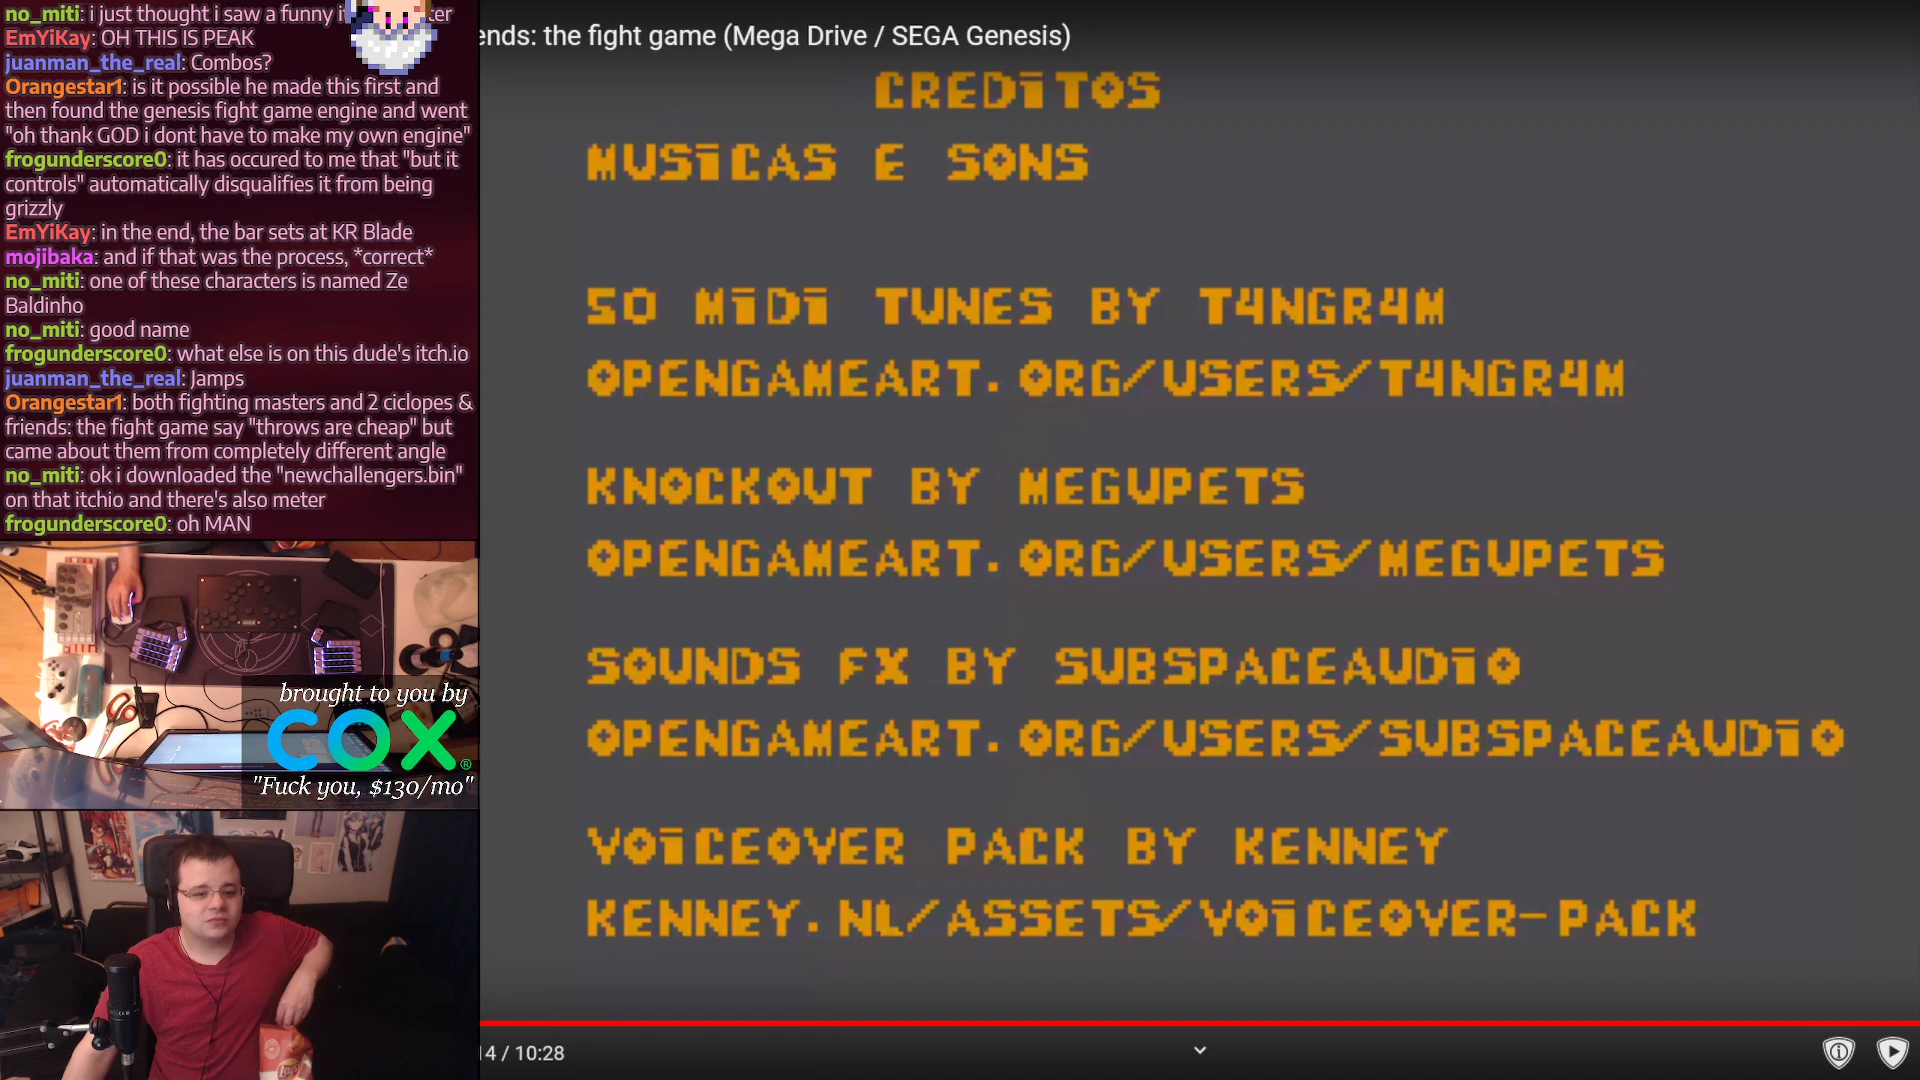 no_miti: i just thought i saw a funny
EmYiKay: OH THIS IS PEAK
juanman_the_real: Combos?
Orangestar1: is it possible he made this first and
then found the genesis fight game engine and went
"oh thank GOD i dont have to make my own engine"
frogunderscore0: it has occured to me that "but it
controls" automatically disqualifies it from being
grizzly
EmYiKay: in the end, the bar sets at KR Blade
mojibaka: and if that was the process, *correct*
no_miti: one of these characters is named Ze
Baldinho
no_miti: good name
frogunderscore0: what else is on this dude's itch.io
juanman_the_real: Jamps
Orangestar1: both fighting masters and 2 ciclopes &
friends: the fight game say "throws are cheap" but
came about them from completely different angle
no_miti: ok i downloaded the "newchallengers.bin"
on that itchio and there's also meter
frogunderscore0: oh MAN
brought to you by
COX®
"Fuck you, $130/mo"
ends: the fight game (Mega Drive / SEGA Genesis)
CREDiTOS
MUSiCAS E SONS
50 MiDi TUNES BY T4NGR4M
OPENGAMEART.ORG/USERS/T4NGR4M
KNOCKOUT BY MEGUPETS
OPENGAMEART.ORG/USERS/MEGUPETS
SOUNDS FX BY SUBSPACEAUDiO
OPENGAMEART.ORG/USERS/SUBSPACEAUDiO
VOiCEOVER PACK BY KENNEY
KENNEY.NL/ASSETS/VOiCEOVER-PACK
14 / 10:28
Lay's